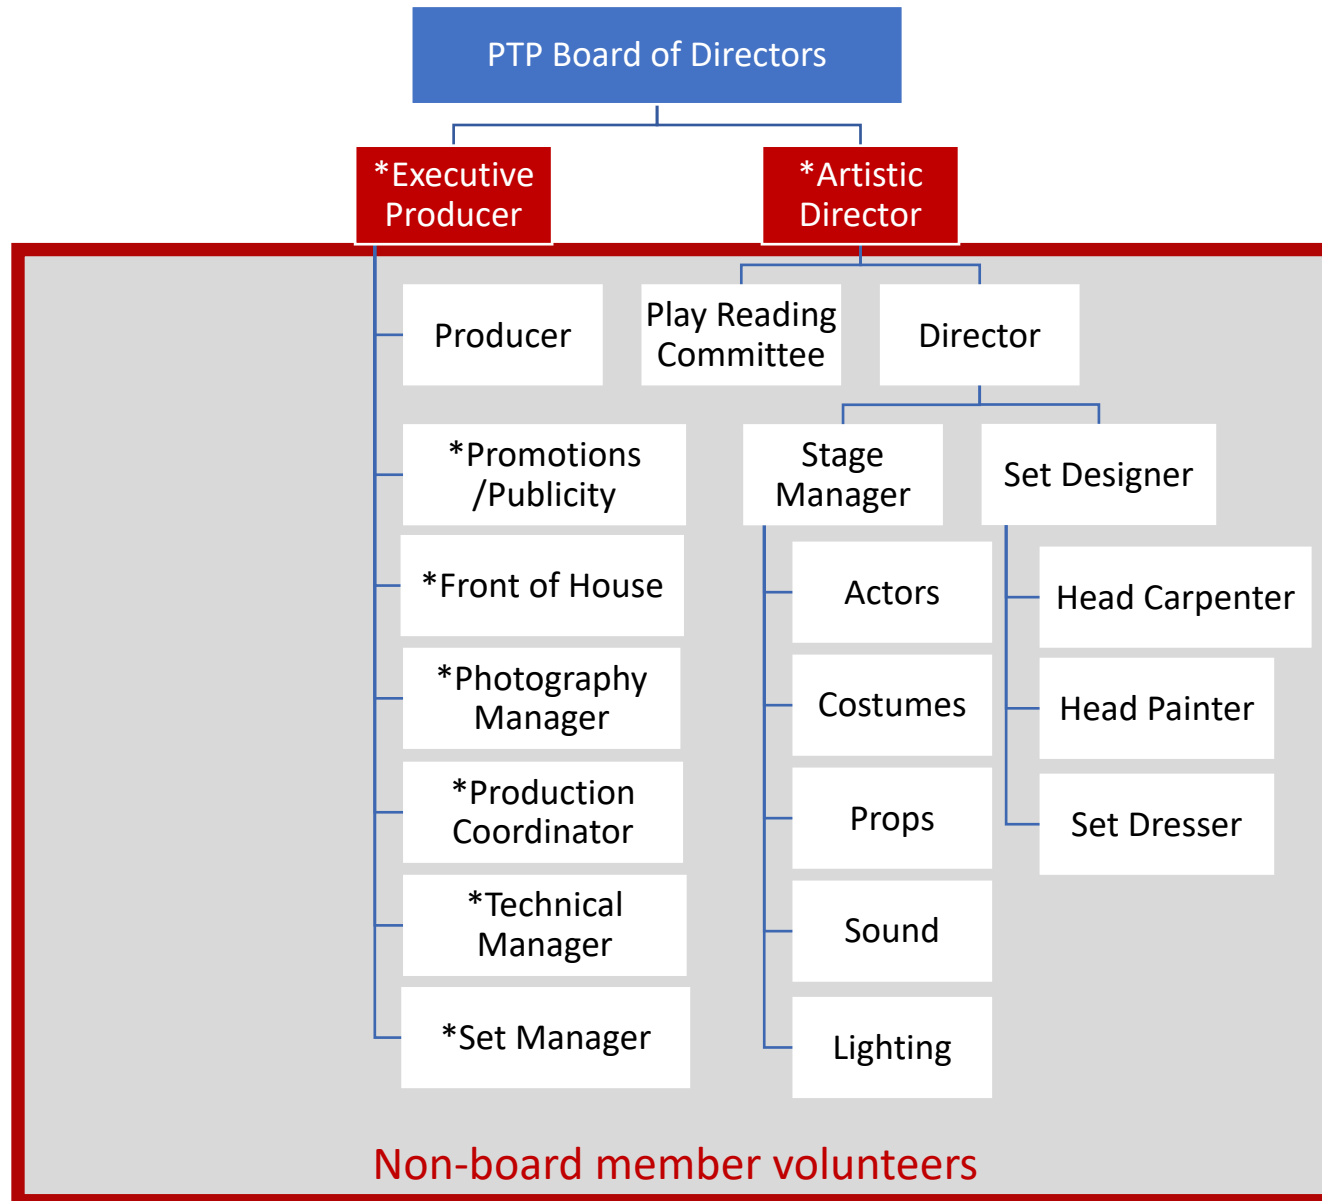 PTP Board of Directors
*Executive
Producer
*Artistic
Director
Producer
*Promotions
/Publicity
*Front of House
*Photography
Manager
*Production
Coordinator
*Technical
Manager
*Set Manager
Play Reading
Committee
Director
Stage
Manager
Actors
Costumes
Props
Sound
Lighting
Set Designer
Head Carpenter
Head Painter
Set Dresser
Non-board member volunteers